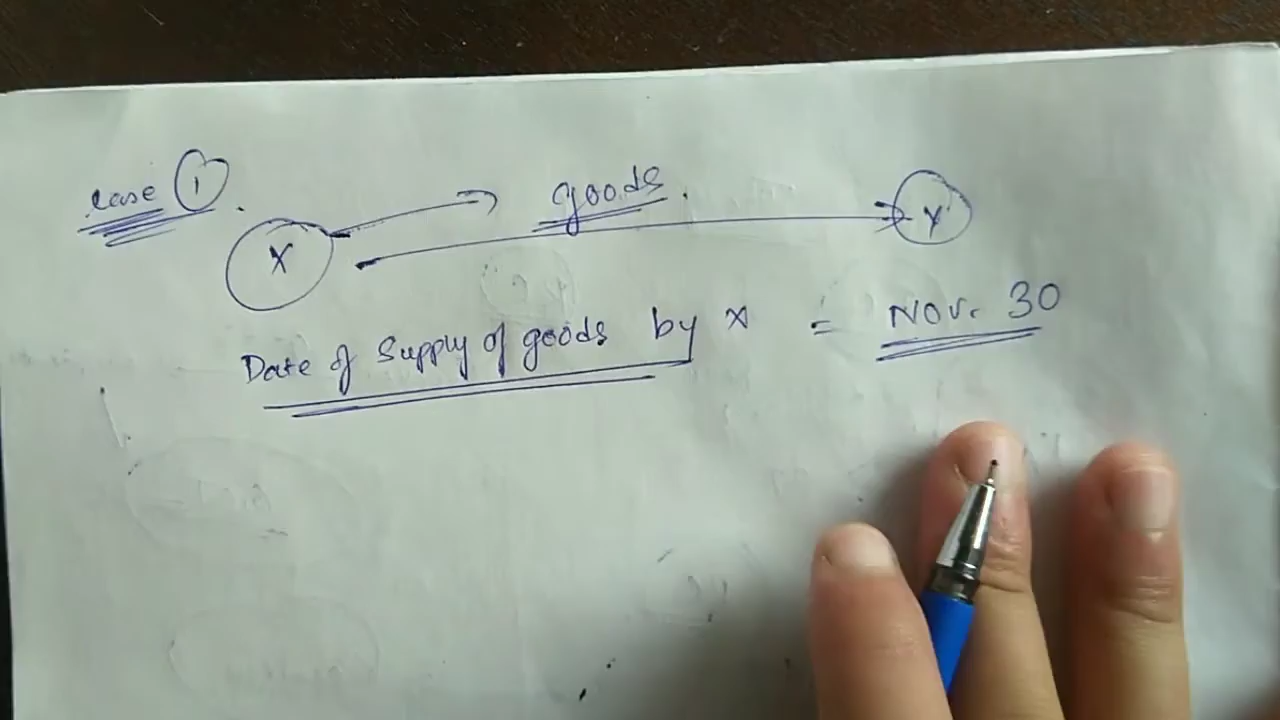 case 1.
X goods. Y
Date of Supply of goods by X = Nov. 30